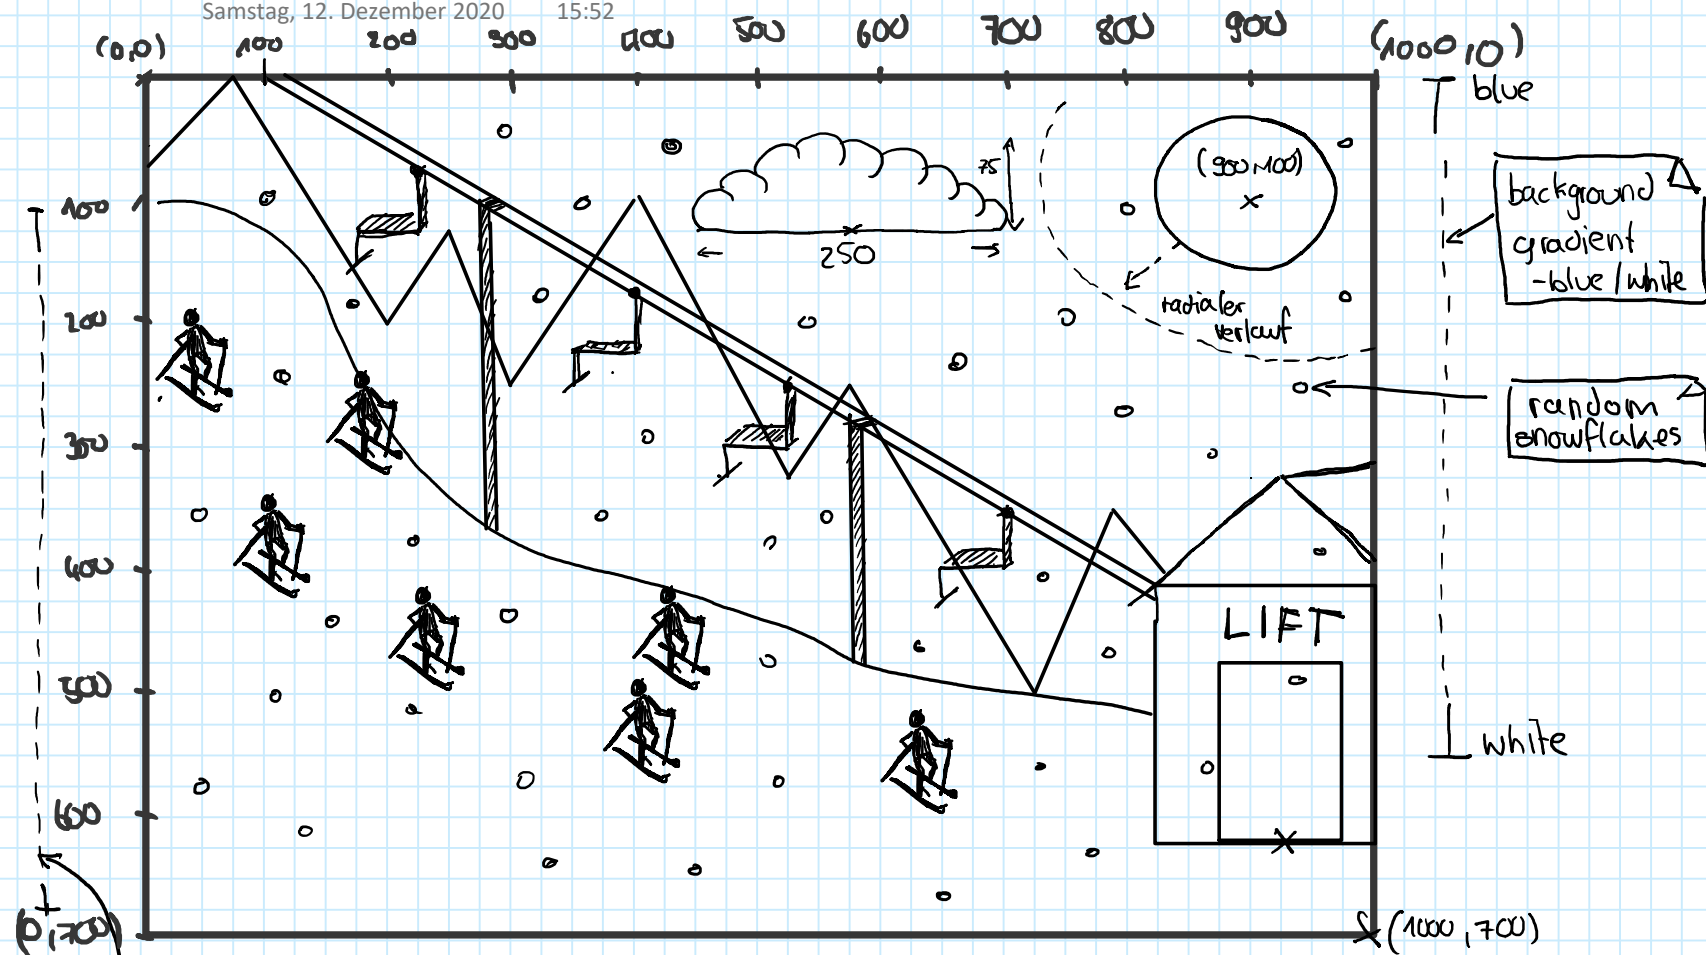 Samstag, 12. Dezember 2020 15:52
(0,0) 100 200 300 400 500 600 700 800 900 (1000,0)
blue
(900,100)
75
background
gradient
-blue/white
100
250
200
radialer
verlauf
random
snowflakes
300
400
LIFT
500
white
600
(0,700)
(1000,700)